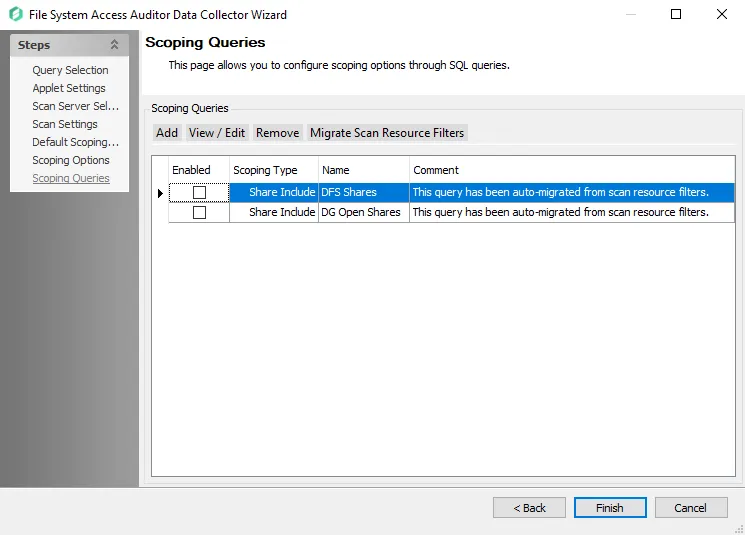 File System Access Auditor Data Collector Wizard
Steps
Query Selection
Applet Settings
Scan Server Sel...
Scan Settings
Default Scoping...
Scoping Options
Scoping Queries
Scoping Queries
This page allows you to configure scoping options through SQL queries.
Scoping Queries
Add View / Edit Remove Migrate Scan Resource Filters
Enabled Scoping Type Name Comment
Share Include DFS Shares This query has been auto-migrated from scan resource filters.
Share Include DG Open Shares This query has been auto-migrated from scan resource filters.
< Back Finish Cancel